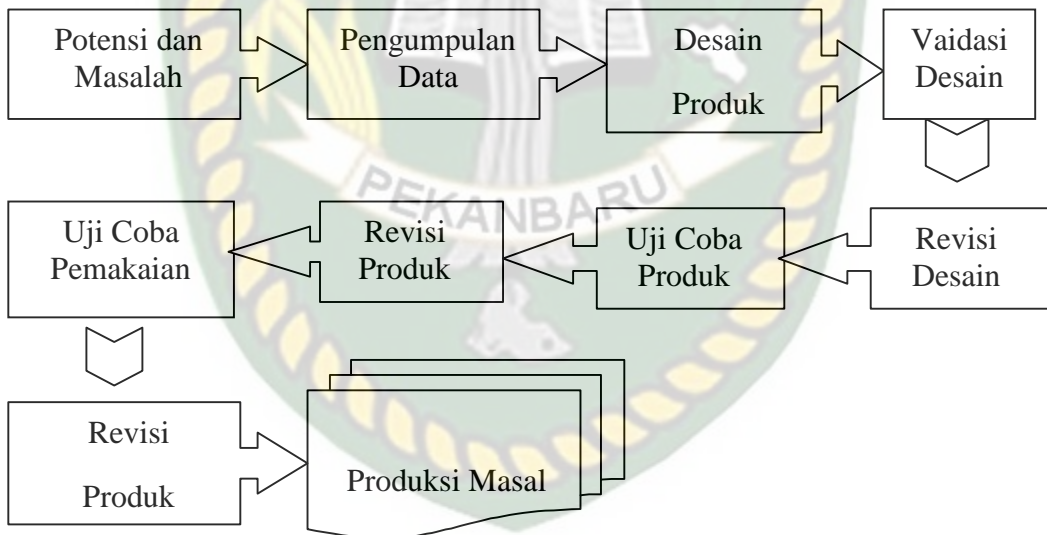 Potensi dan
Masalah
Pengumpulan
Data
Desain
Produk
Vaidasi
Desain
PEKANBARU
Uji Coba
Pemakaian
Revisi
Produk
Uji Coba
Produk
Revisi
Desain
Revisi
Produk
Produksi Masal